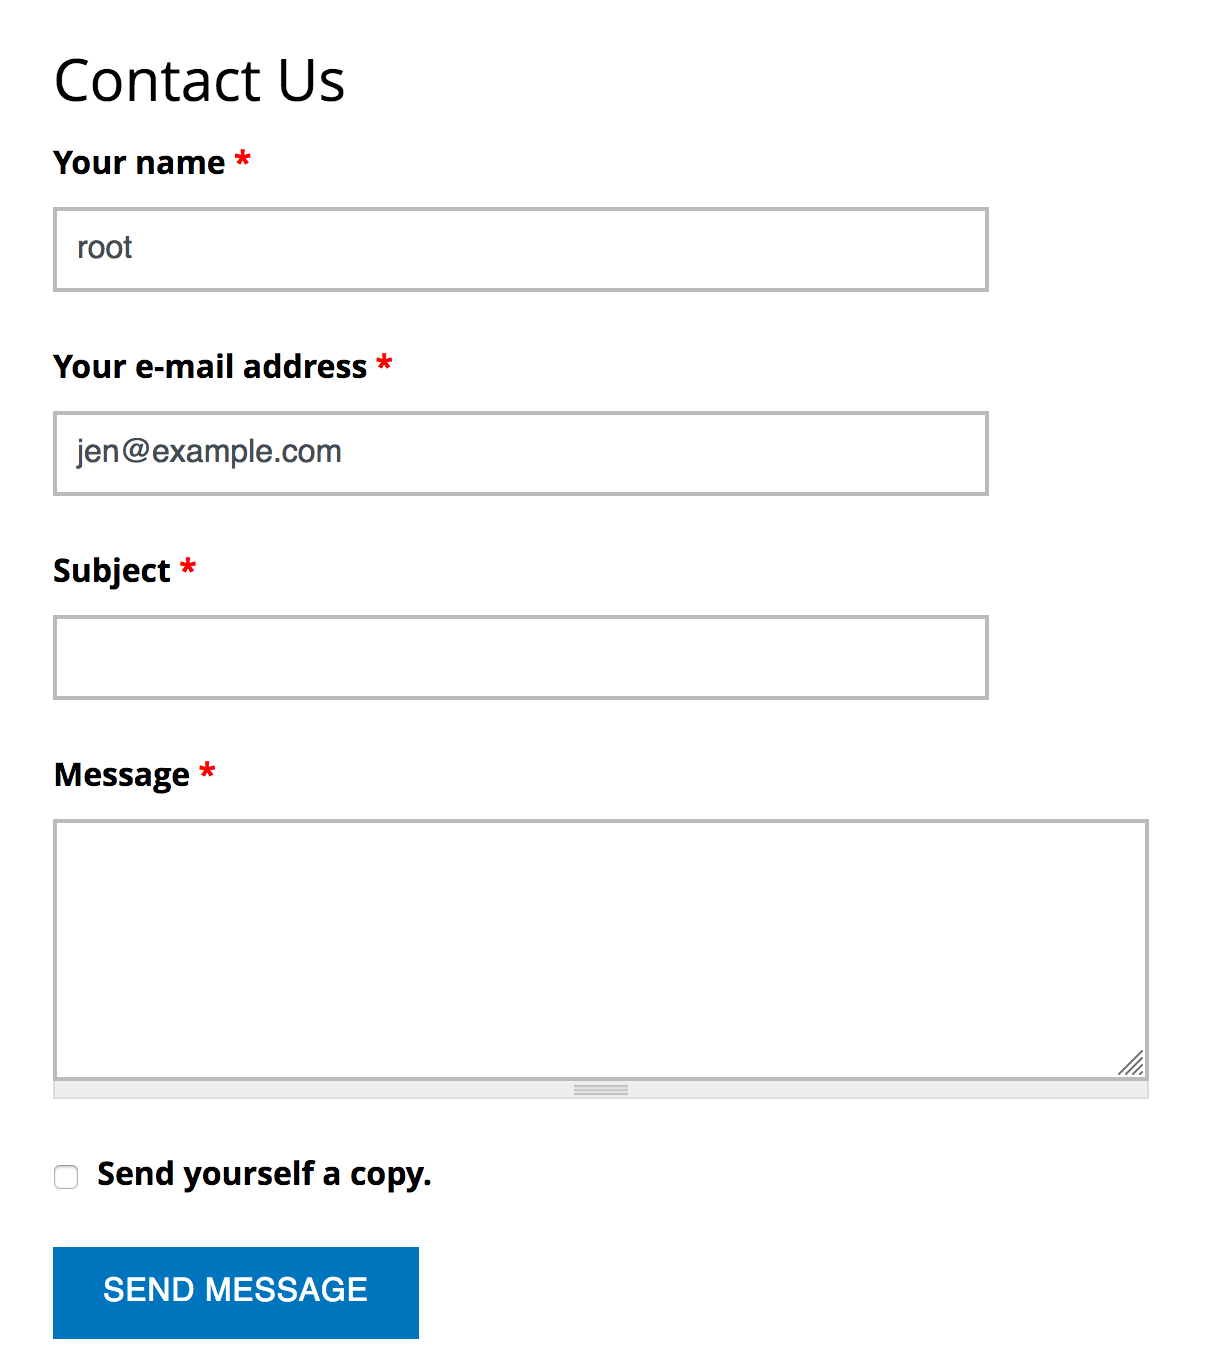 Contact Us
Your name *
root
Your e-mail address *
jen@example.com
Subject *
Message *
Send yourself a copy.
SEND MESSAGE